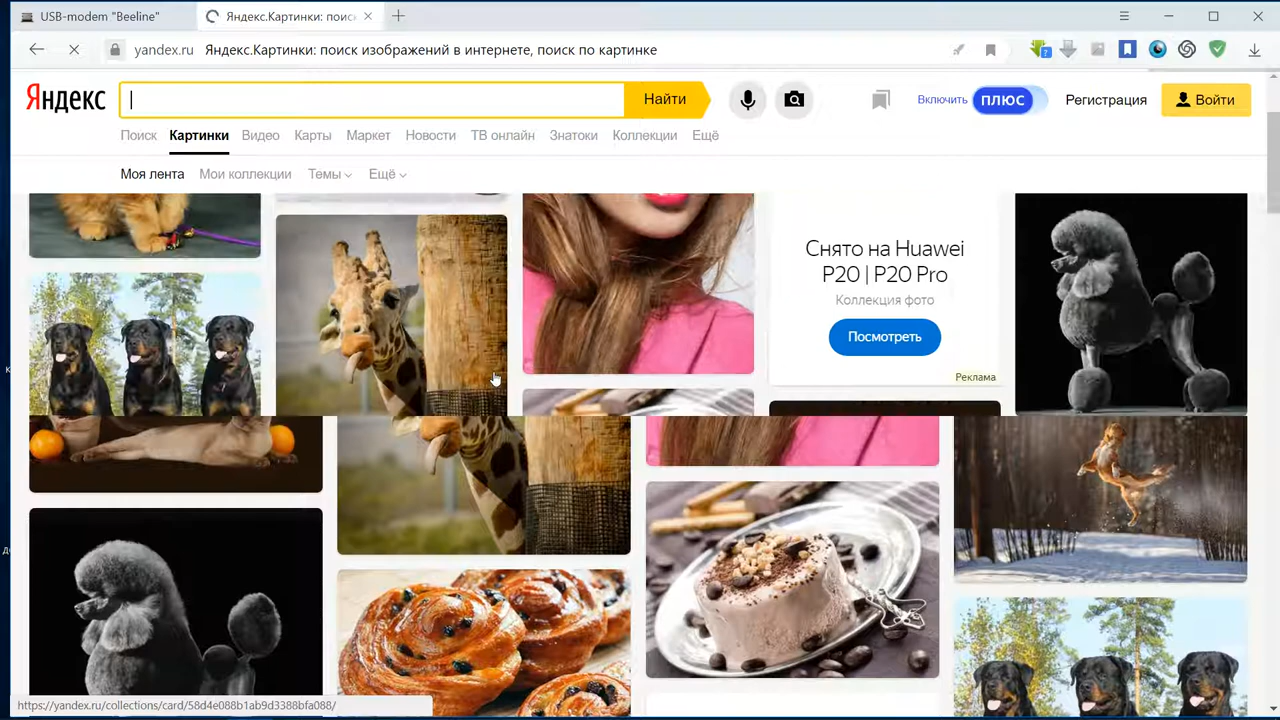 USB-modem "Beeline"
Яндекс.Картинки: поис
yandex.ru Яндекс.Картинки: поиск изображений в интернете, поиск по картинке
Яндекс
Найти
Включить ПЛЮС
Регистрация
Войти
Поиск Картинки Видео Карты Маркет Новости ТВ онлайн Знатоки Коллекции Ещё
Моя лента Мои коллекции Темы Ещё
Снято на Huawei
P20 | P20 Pro
Коллекция фото
Посмотреть
Реклама
https://yandex.ru/collections/card/58d4e088b1ab9d3388bfa088/